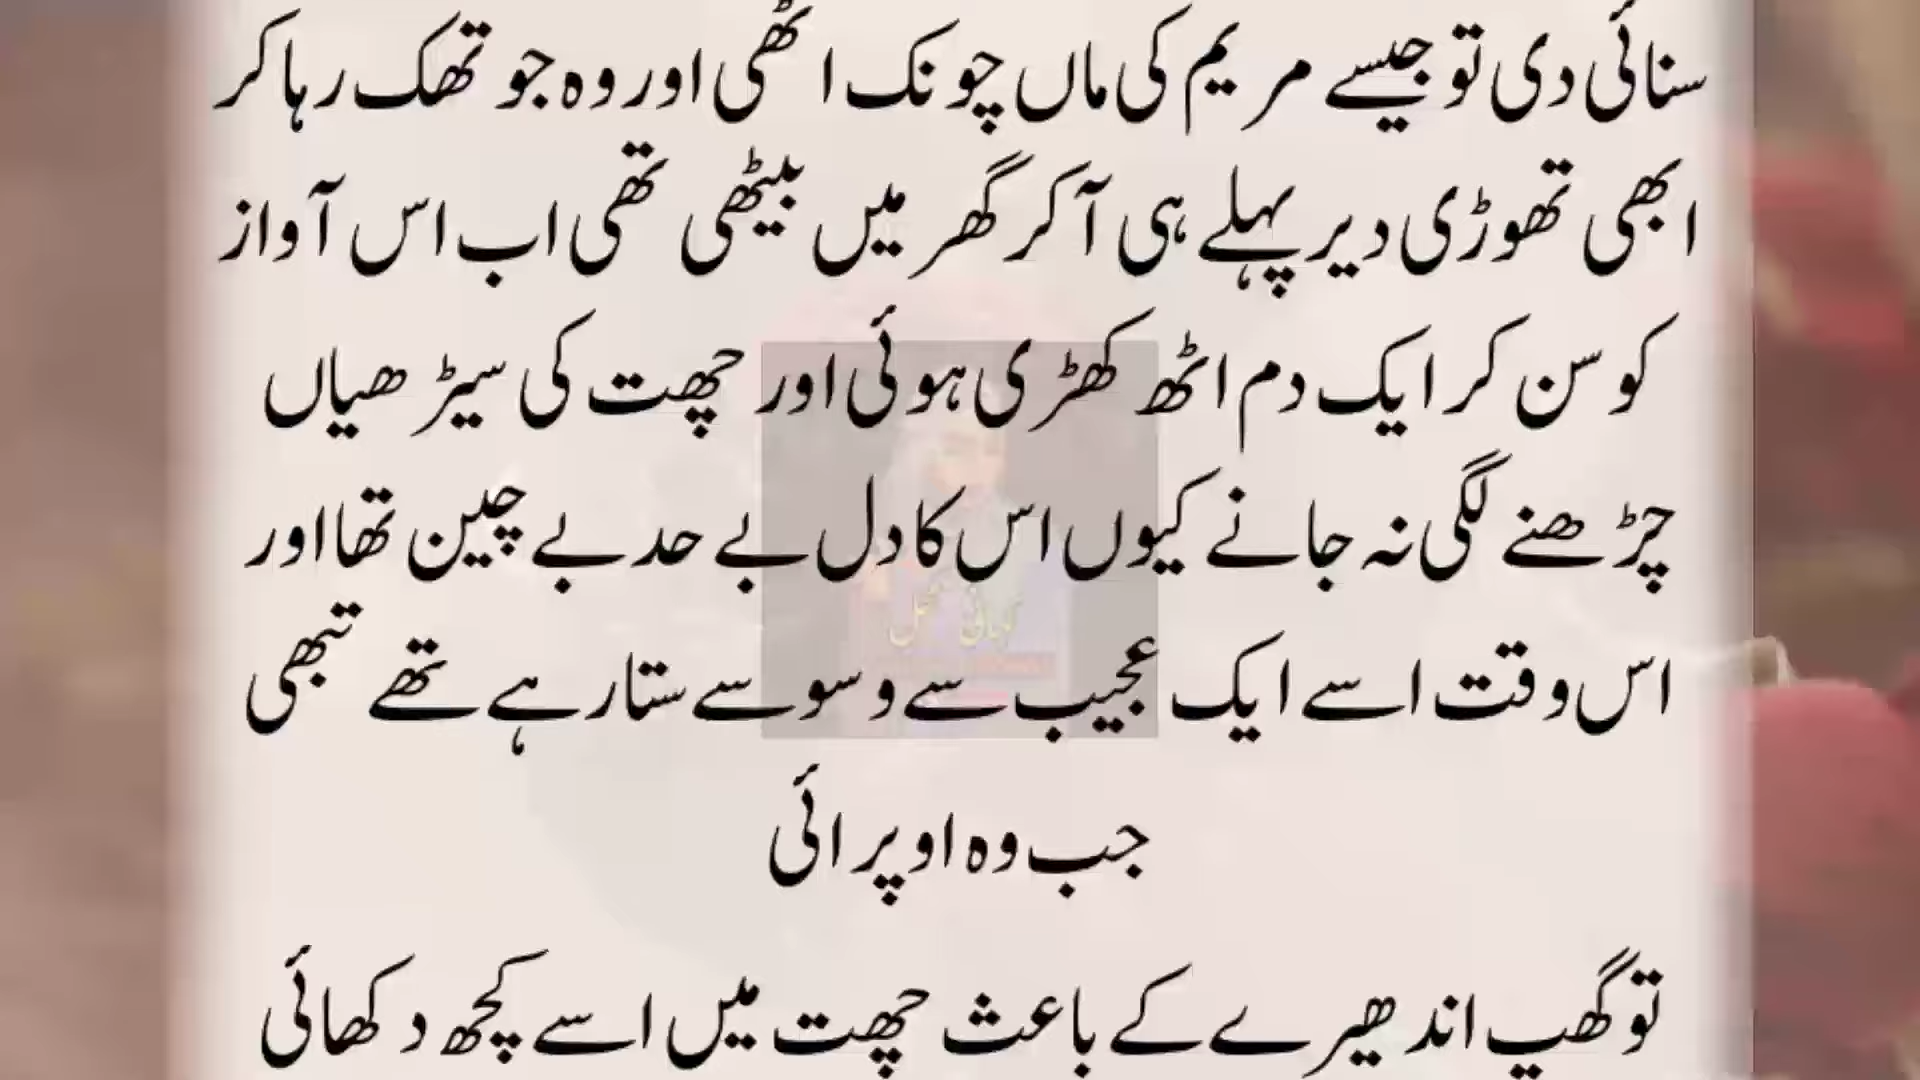 سنائی دی تو جیسے مریم کی ماں چونک اٹھی اور وہ جو تھک رہا کر
ابھی تھوڑی دیر پہلے ہی آکر گھر میں بیٹھی تھی اب اس آواز
کو سن کر ایک دم اٹھ کھڑی ہوئی اور چھت کی سیڑھیاں
چڑھنے لگی نہ جانے کیوں اس کا دل بے حد بے چین تھا اور
اس وقت اسے ایک عجیب سے وسوسے ستا رہے تھے تبھی
جب وہ اوپر ائی
تو گھپ اندھیرے کے باعث چھت میں اسے کچھ دکھائی